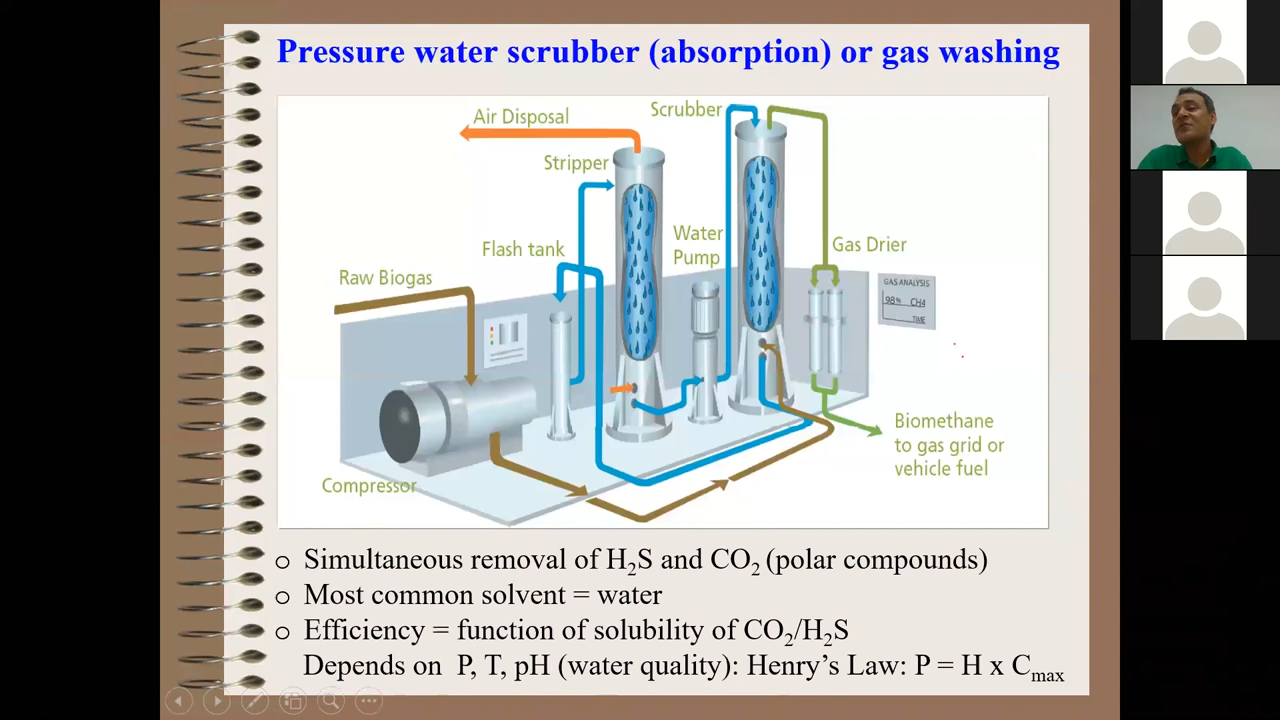 Pressure water scrubber (absorption) or gas washing
Air Disposal
Scrubber
Stripper
Flash tank
Water
Pump
Gas Drier
Raw Biogas
GAS ANALYSIS
98% CH4
TIME
Compressor
Biomethane
to gas grid or
vehicle fuel
o Simultaneous removal of H₂S and CO₂ (polar compounds)
o Most common solvent = water
o Efficiency = function of solubility of CO₂/H₂S
Depends on P, T, pH (water quality): Henry's Law: P = H x Cmax